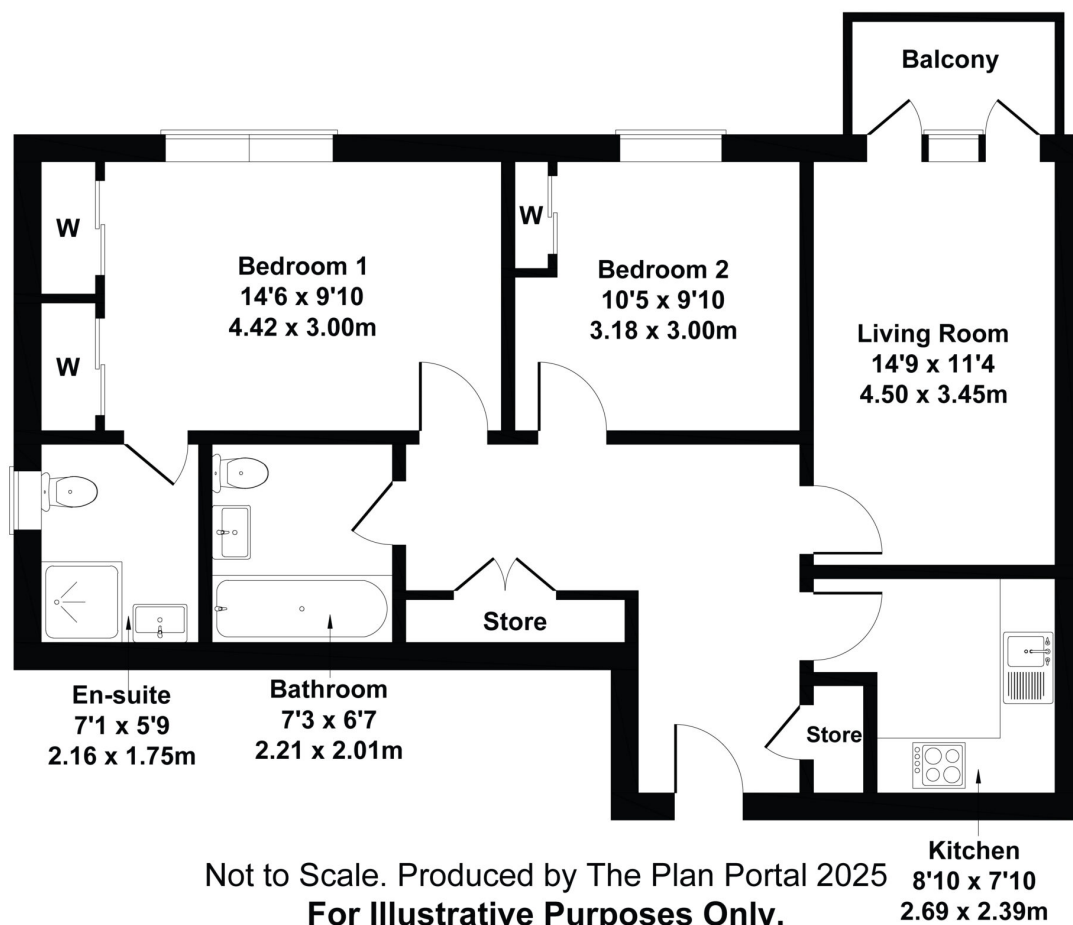 Balcony
W
Bedroom 1
14'6 x 9'10
4.42 x 3.00m
W
Bedroom 2
10'5 x 9'10
3.18 x 3.00m
Living Room
14'9 x 11'4
4.50 x 3.45m
W
Store
En-suite
7'1 x 5'9
2.16 x 1.75m
Bathroom
7'3 x 6'7
2.21 x 2.01m
Store
Kitchen
8'10 x 7'10
2.69 x 2.39m
Not to Scale. Produced by The Plan Portal 2025
For Illustrative Purposes Only.